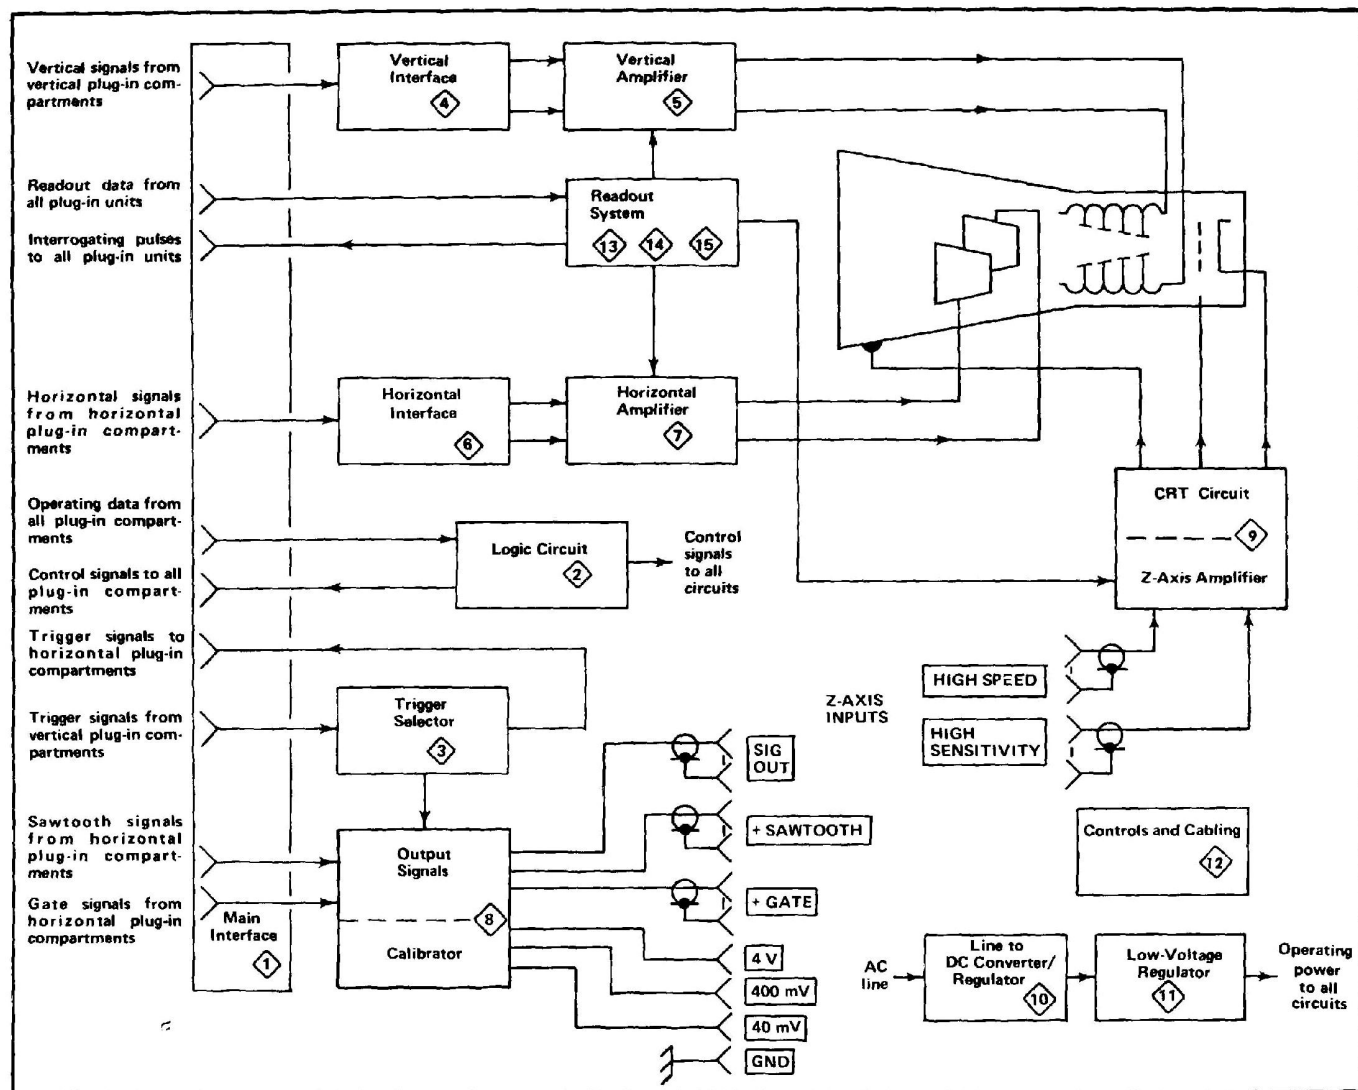 Vertical signals from
vertical plug-in com-
partments
Vertical
Interface
4
Vertical
Amplifier
5
Readout data from
all plug-in units
Readout
System
13 14 15
Interrogating pulses
to all plug-in units
Horizontal signals
from horizontal
plug-in compart-
ments
Horizontal
Interface
6
Horizontal
Amplifier
7
CRT Circuit
9
Z-Axis Amplifier
Operating data from
all plug-in compart-
ments
Logic Circuit
2
Control
signals
to all
circuits
Control signals to all
plug-in compart-
ments
Trigger signals to
horizontal plug-in
compartments
Trigger signals from
vertical plug-in com-
partments
Trigger
Selector
3
Z-AXIS
INPUTS
HIGH SPEED
HIGH
SENSITIVITY
SIG
OUT
+ SAWTOOTH
+ GATE
4 V
400 mV
40 mV
GND
Sawtooth signals
from horizontal
plug-in compart-
ments
Gate signals from
horizontal plug-in
compartments
Main
Interface
1
Output
Signals
8
Calibrator
Controls and Cabling
12
AC
line
Line to
DC Converter/
Regulator
10
Low-Voltage
Regulator
11
Operating
power
to all
circuits